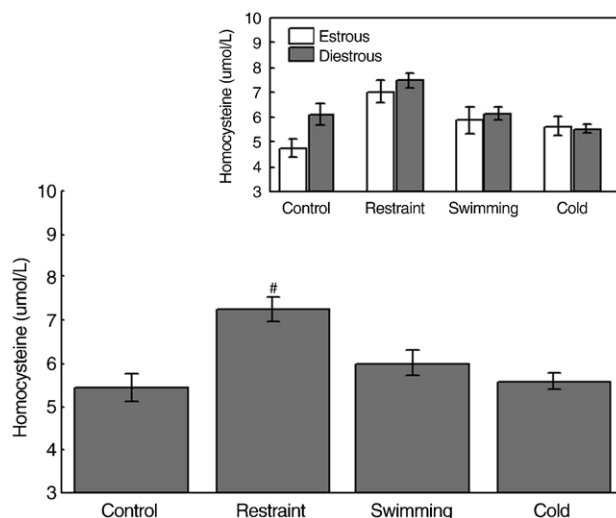 10
9
8
7
6
5
4
3
Homocysteine (umol/L)
Estrous
Diestrous
Control Restraint Swimming Cold
10
9
8
7
6
5
4
3
Homocysteine (umol/L)
#
Control Restraint Swimming Cold